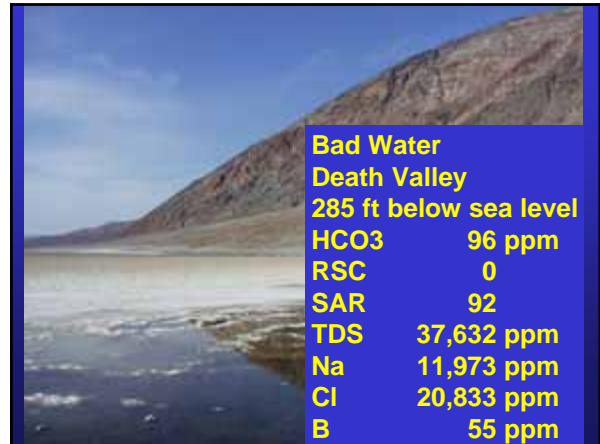 Bad Water
Death Valley
285 ft below sea level
HCO3 96 ppm
RSC 0
SAR 92
TDS 37,632 ppm
Na 11,973 ppm
Cl 20,833 ppm
B 55 ppm